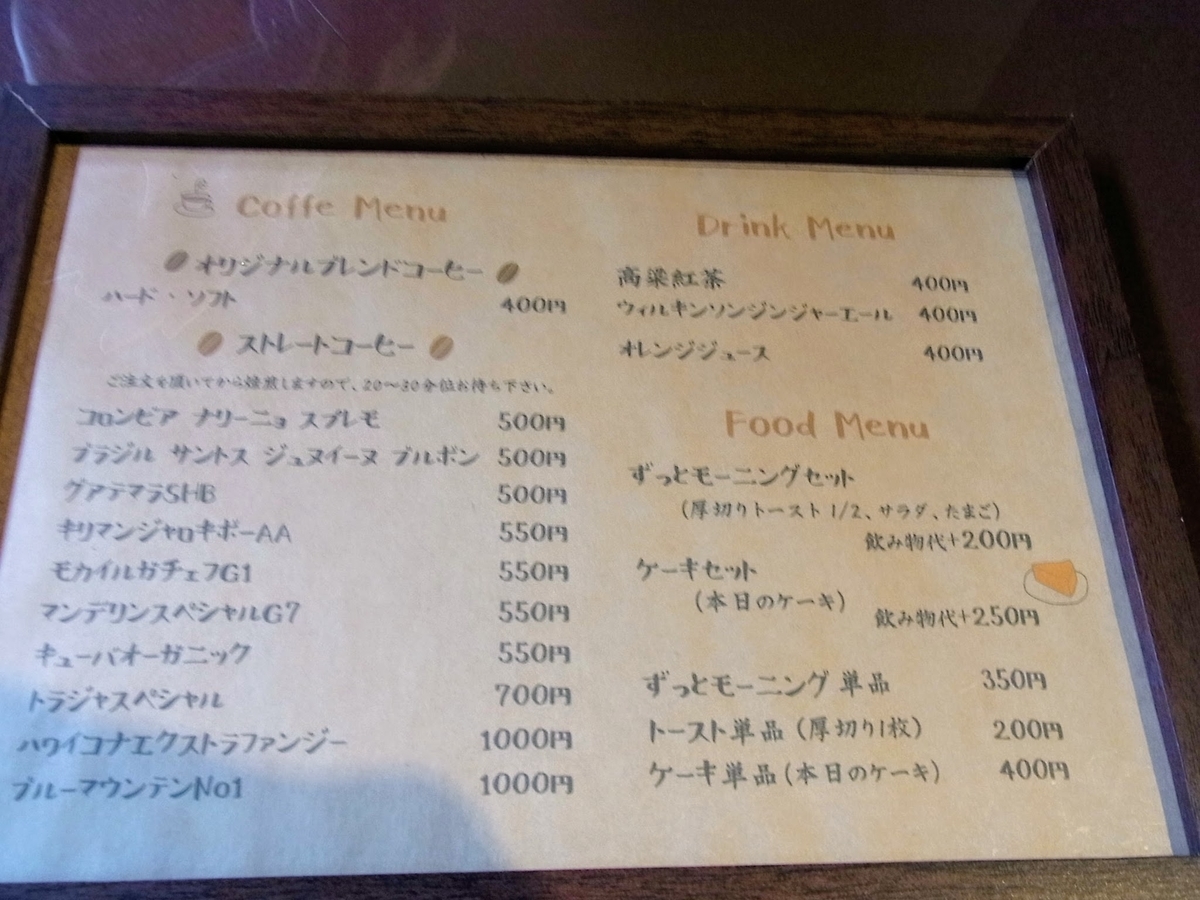 Coffe Menu
オリジナルブレンドコーヒー
ハード・ソフト 400円
ストレートコーヒー
ご注文を頂いてから焙煎しますので、20〜30分位お待ち下さい。
コロンビア ナリーニョ スプレモ 500円
ブラジル サントス ジュヌイーヌ ブルボン 500円
グアテマラSHB 500円
キリマンジャロキボーAA 550円
モカイルガチェフG1 550円
マンデリンスペシャルG7 550円
キューバオーガニック 550円
トラジャスペシャル 700円
ハワイコナエクストラファンジー 1000円
ブルーマウンテンNo1 1000円
Drink Menu
高梁紅茶 400円
ウィルキンソンジンジャーエール 400円
オレンジジュース 400円
Food Menu
ずっとモーニングセット
(厚切りトースト 1/2、サラダ、たまご)
飲み物代+200円
ケーキセット
(本日のケーキ)
飲み物代+250円
ずっとモーニング 単品 350円
トースト単品 (厚切り1枚) 200円
ケーキ単品 (本日のケーキ) 400円